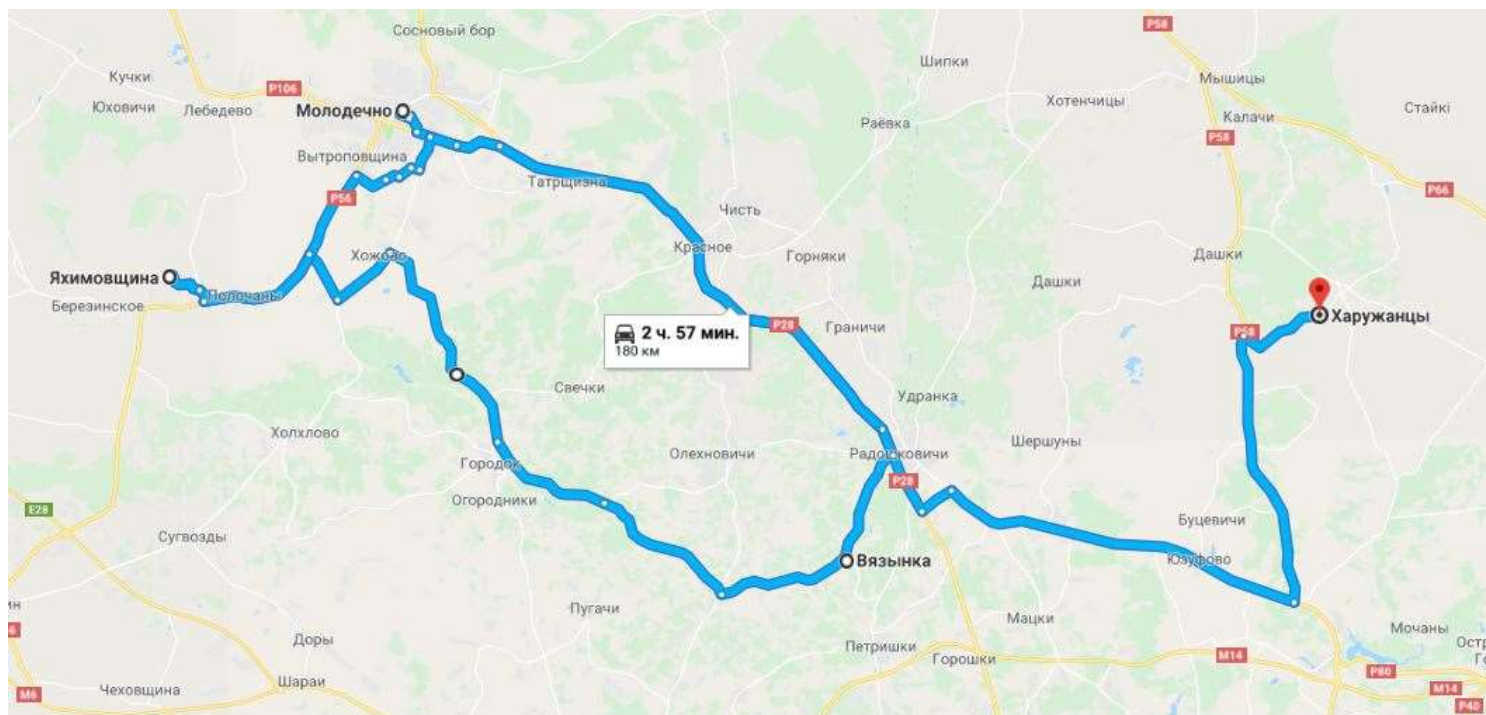 Сосновый бор
Р58
Шипки
Кучки
Р106
Мышицы
Юховичи
Лебедево
Молодечно
Хотенчицы
Стайкі
Калачи
Раёвка
Р58
Вытроповщина
Татрщизна
Р66
Р56
Чисть
Красное
Хожово
Горняки
Дашки
Яхимовщина
Полочаны
Дашки
Березинское
2 ч. 57 мин.
180 км
Р28
Граничи
Харужанцы
Р58
Свечки
Удранка
Холхлово
Шершуны
Олехновичи
Радошковичи
Городок
Р28
Огородники
Е28
Буцевичи
Сугвозды
Вязынка
Юзуфово
Пугачи
Мацки
Мочаны
Доры
Петришки
Горошки
М14
Р80
Шараи
Чеховщина
М6
М14
Р40